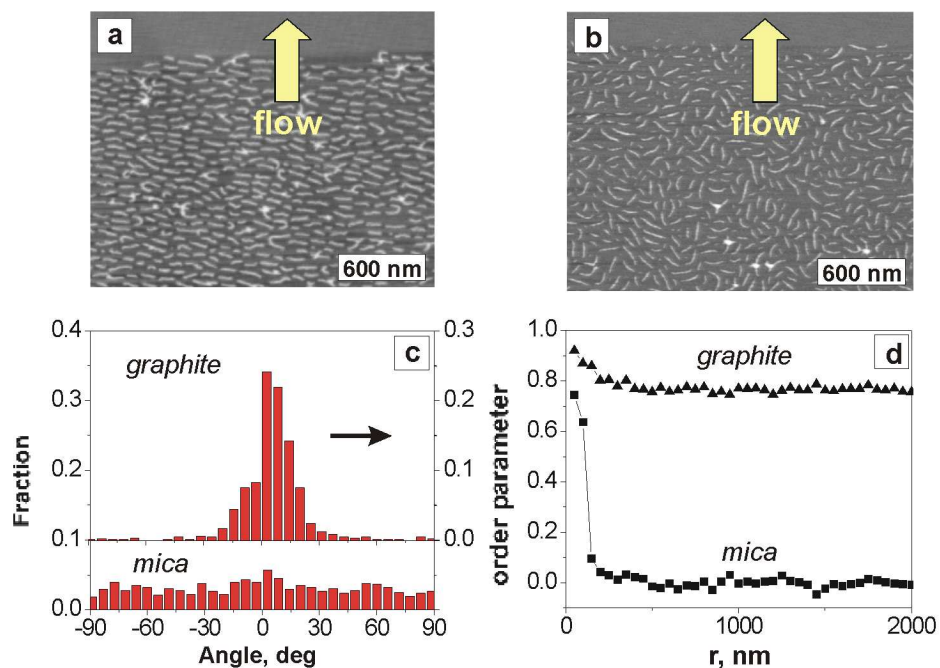 a
flow
600 nm
b
flow
600 nm
0.4
0.3
0.2
0.1
0.0
Fraction
graphite
c
0.3
0.2
0.1
0.0
mica
-90
-60
-30
0
30
60
90
Angle, deg
1.0
0.8
0.6
0.4
0.2
0.0
order parameter
graphite
d
mica
0
1000
2000
r, nm